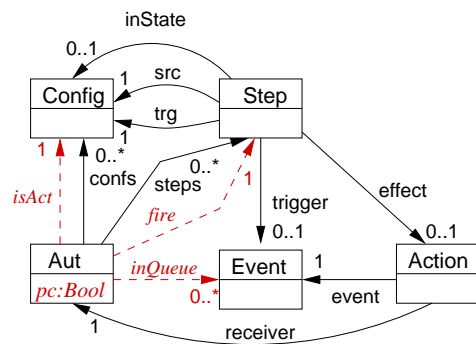 inState
0..1
src
Config
1
Step
trg
1
1
0..*
0..*
confs
steps
1
isAct
fire
trigger
effect
0..1
0..1
Aut
inQueue
Event
1
Action
pc:Bool
0..*
event
1
receiver